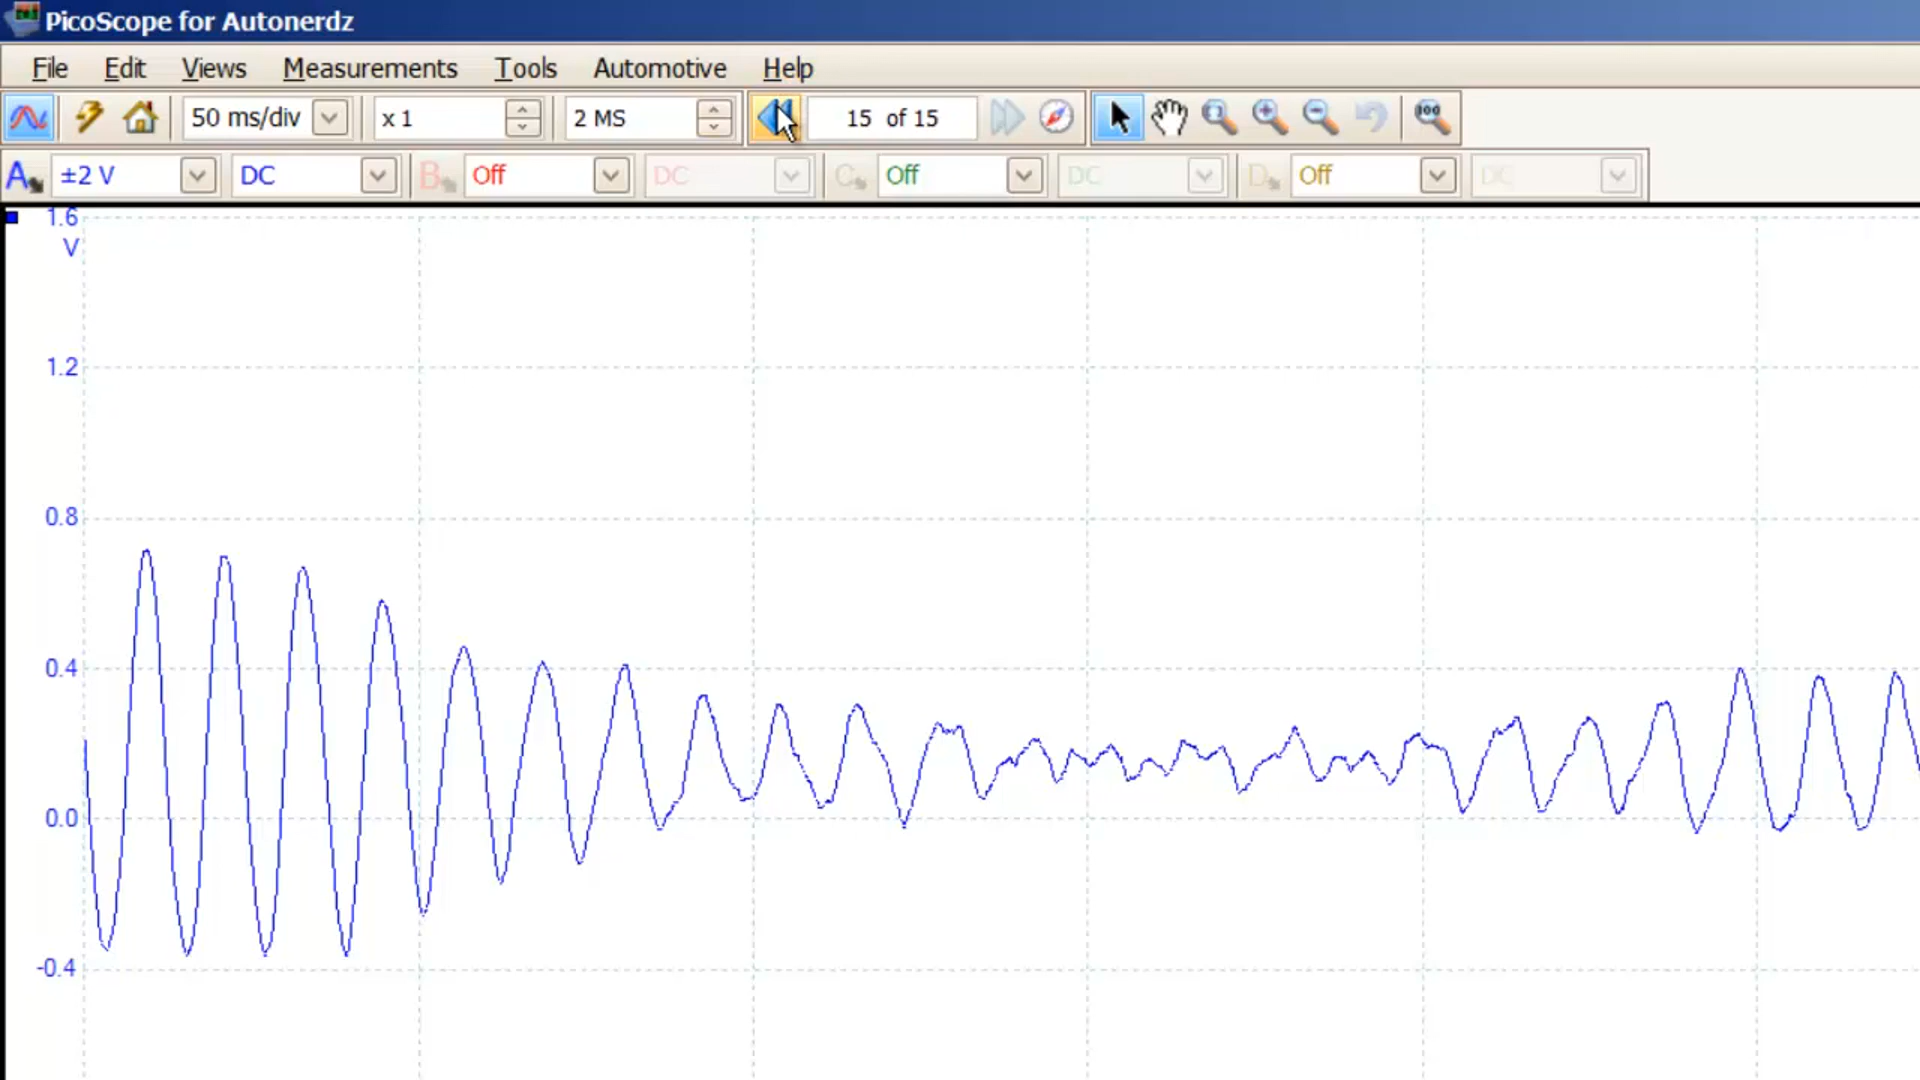 PicoScope for Autonerdz
File Edit Views Measurements Tools Automotive Help
50 ms/div x 1 2 MS 15 of 15 100
A ±2 V DC B Off DC C Off DC D Off DC
1.6
V
1.2
0.8
0.4
0.0
-0.4